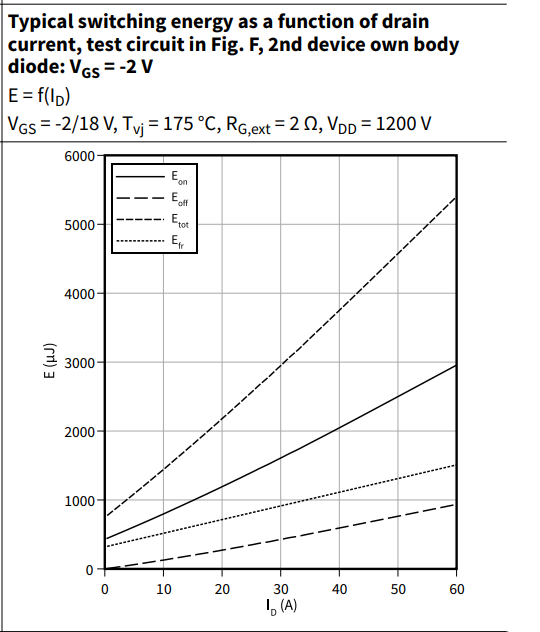 Typical switching energy as a function of drain
current, test circuit in Fig. F, 2nd device own body
diode: VGS = -2 V
E = f(ID)
VGS = -2/18 V, Tvj = 175 °C, RG,ext = 2 Ω, VDD = 1200 V
6000
Eon
Eoff
Etot
Efr
5000
4000
3000
2000
1000
0
E (µJ)
0 10 20 30 40 50 60
ID (A)